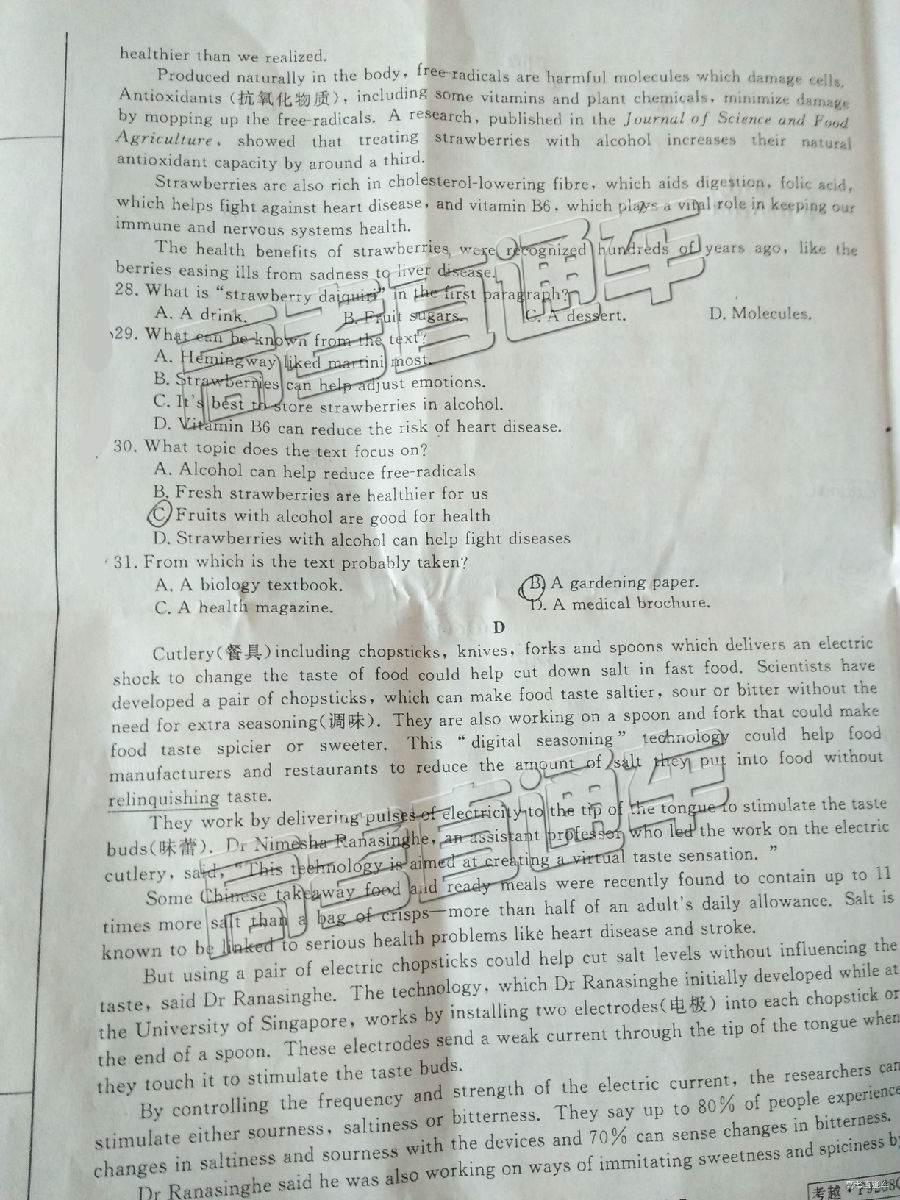 healthier than we realized.
Produced naturally in the body, free-radicals are harmful molecules which damage cells.
Antioxidants (抗氧化物质), including some vitamins and plant chemicals, minimize damage
by mopping up the free-radicals. A research, published in the Journal of Science and Food
Agriculture, showed that treating strawberries with alcohol increases their natural
antioxidant capacity by around a third.
Strawberries are also rich in cholesterol-lowering fibre, which aids digestion, folic acid,
which helps fight against heart disease, and vitamin B6, which plays a vital role in keeping our
immune and nervous systems health.
The health benefits of strawberries were recognized hundreds of years ago, like the
berries easing ills from sadness to liver disease.
28. What is "strawberry daiquiri" in the first paragraph?
A. A drink. B. Fruit sugars. C. A dessert. D. Molecules.
29. What can be known from the text?
A. Hemingway liked martini most.
B. Strawberries can help adjust emotions.
C. It's best to store strawberries in alcohol.
D. Vitamin B6 can reduce the risk of heart disease.
30. What topic does the text focus on?
A. Alcohol can help reduce free-radicals
B. Fresh strawberries are healthier for us
C. Fruits with alcohol are good for health
D. Strawberries with alcohol can help fight diseases
31. From which is the text probably taken?
A. A biology textbook. B. A gardening paper.
C. A health magazine. D. A medical brochure.
D
Cutlery(餐具)including chopsticks, knives, forks and spoons which delivers an electric
shock to change the taste of food could help cut down salt in fast food. Scientists have
developed a pair of chopsticks, which can make food taste saltier, sour or bitter without the
need for extra seasoning(调味). They are also working on a spoon and fork that could make
food taste spicier or sweeter. This "digital seasoning" technology could help food
manufacturers and restaurants to reduce the amount of salt they put into food without
relinquishing taste.
They work by delivering pulses of electricity to the tip of the tongue to stimulate the taste
buds(味蕾). Dr Nimesha Ranasinghe, an assistant professor who led the work on the electric
cutlery, said, "This technology is aimed at creating a virtual taste sensation. "
Some Chinese takeaway food and ready meals were recently found to contain up to 11
times more salt than a bag of crisps—more than half of an adult's daily allowance. Salt is
known to be linked to serious health problems like heart disease and stroke.
But using a pair of electric chopsticks could help cut salt levels without influencing the
taste, said Dr Ranasinghe. The technology, which Dr Ranasinghe initially developed while at
the University of Singapore, works by installing two electrodes(电极) into each chopstick or
the end of a spoon. These electrodes send a weak current through the tip of the tongue when
they touch it to stimulate the taste buds.
By controlling the frequency and strength of the electric current, the researchers can
stimulate either sourness, saltiness or bitterness. They say up to 80% of people experience
changes in saltiness and sourness with the devices and 70% can sense changes in bitterness.
Dr Ranasinghe said he was also working on ways of immitating sweetness and spiciness by
高考直通车
高考直通车